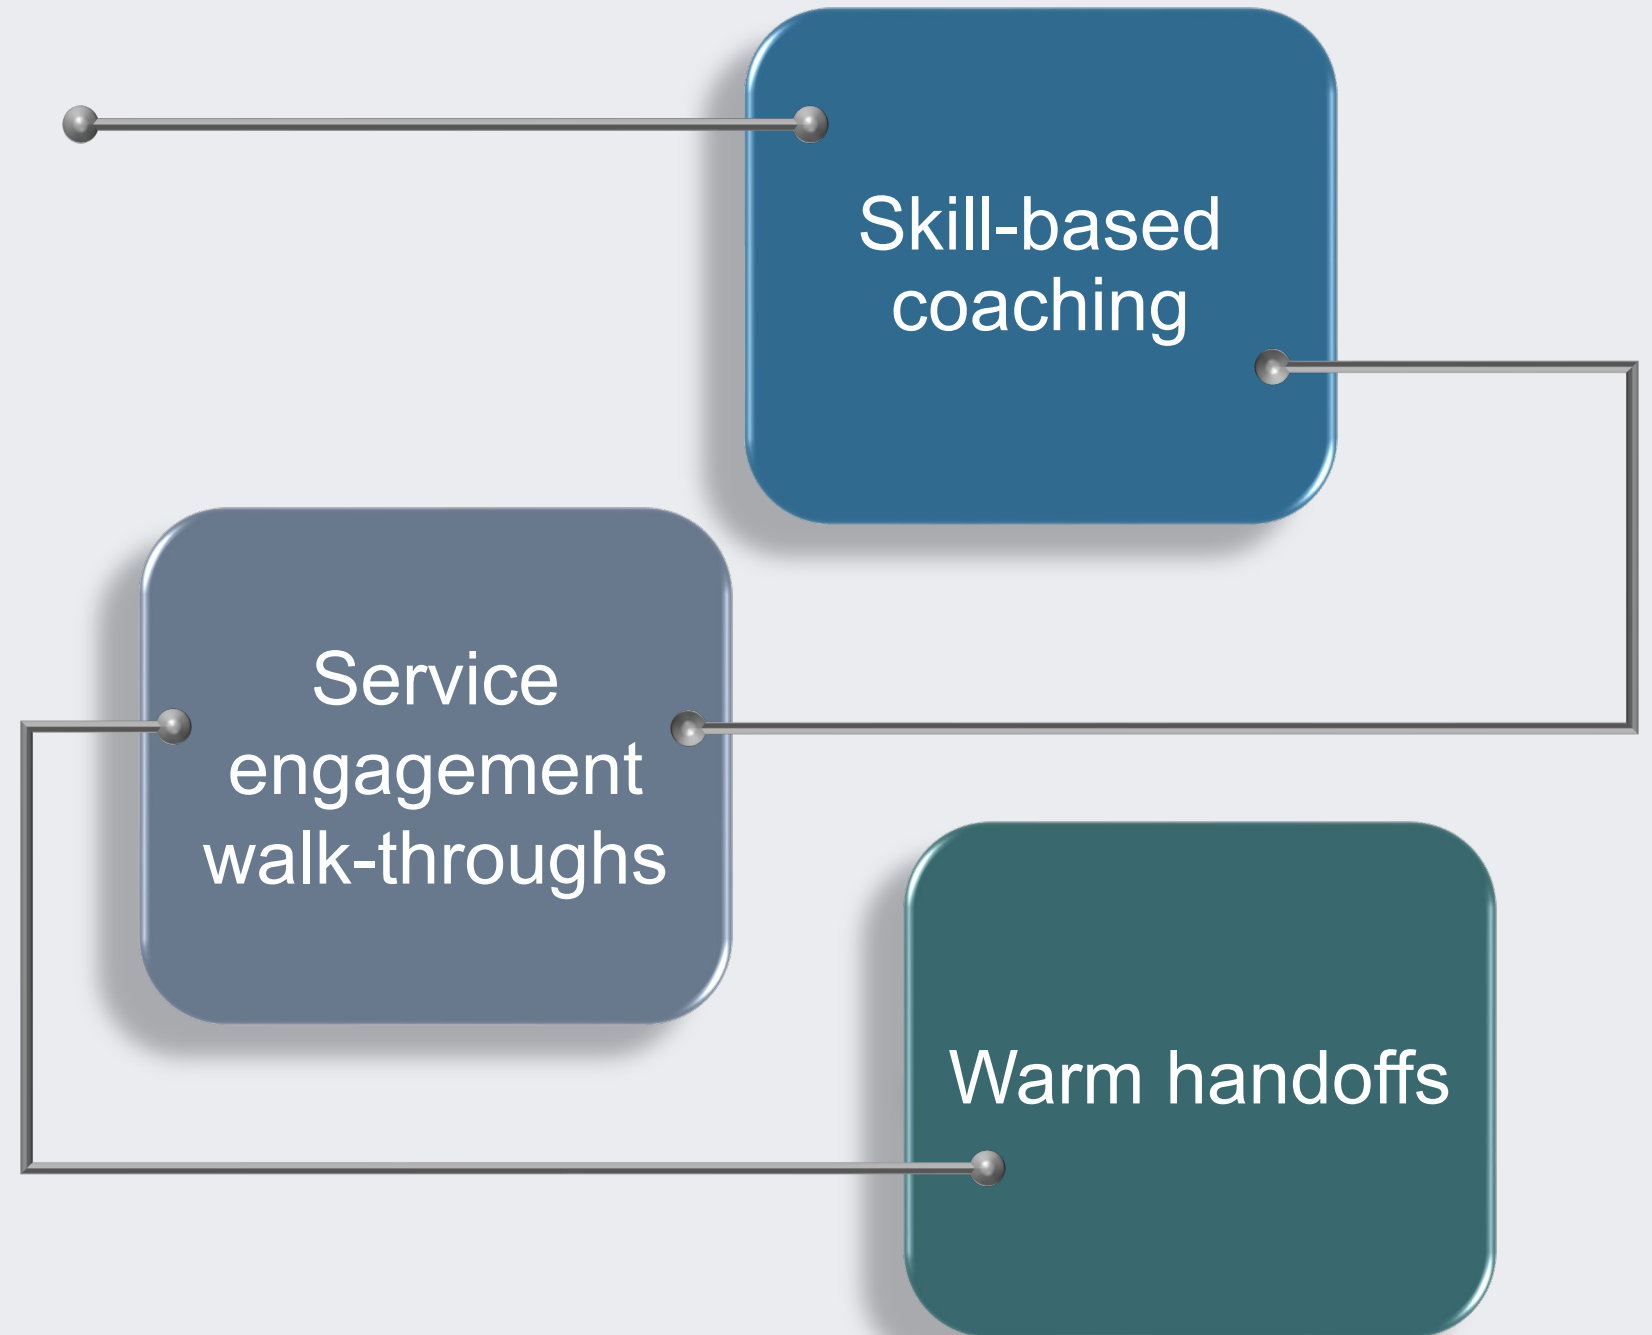 Skill-based
coaching
Service
engagement
walk-throughs
Warm handoffs